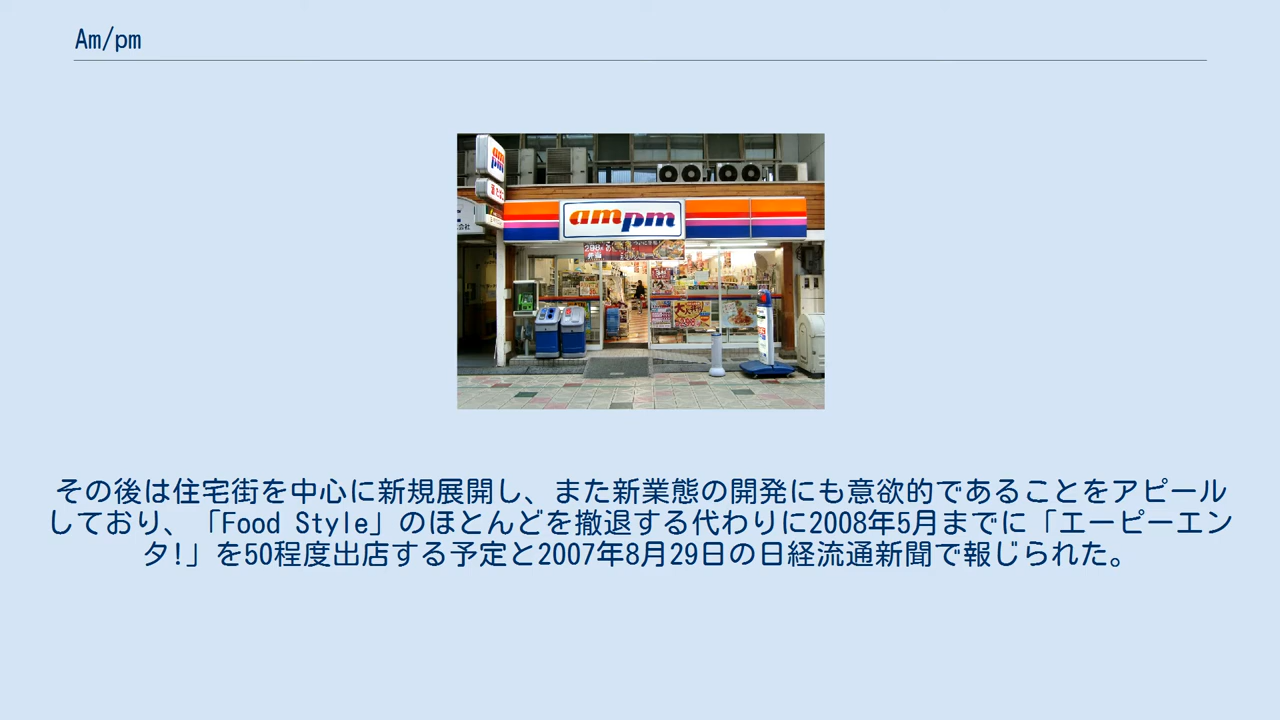 Am/pm
am
pm
ampm
298
その後は住宅街を中心に新規展開し、また新業態の開発にも意欲的であることをアピール
しており、「Food Style」のほとんどを撤退する代わりに2008年5月までに「エーピーエン
タ!」を50程度出店する予定と2007年8月29日の日経流通新聞で報じられた。